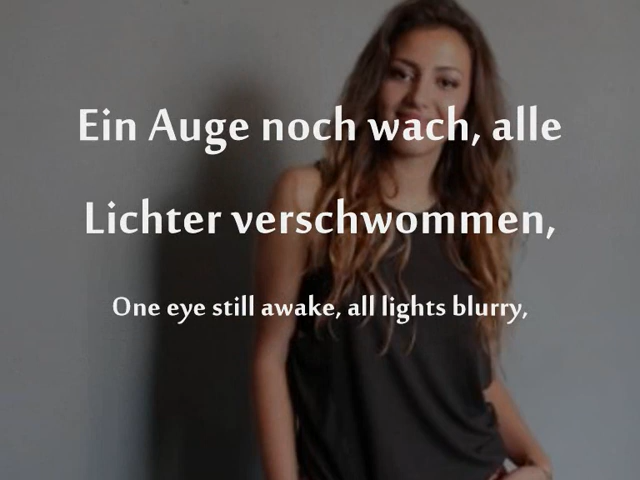 Ein Auge noch wach, alle
Lichter verschwommen,
One eye still awake, all lights blurry,